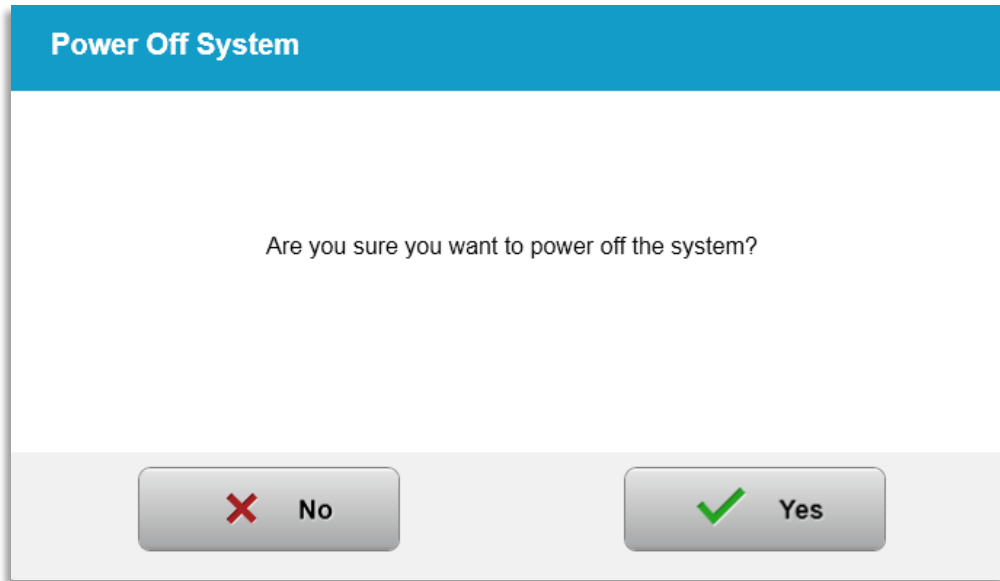 Power Off System
Are you sure you want to power off the system?
No
Yes